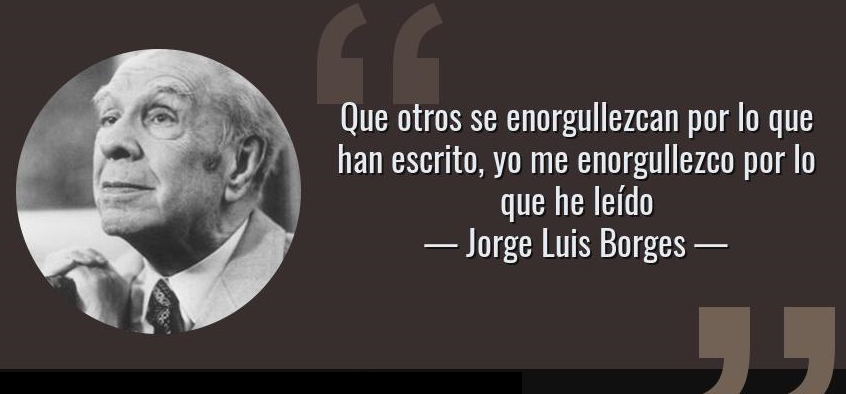 Que otros se enorgullezcan por lo que
han escrito, yo me enorgullezco por lo
que he leído
— Jorge Luis Borges —